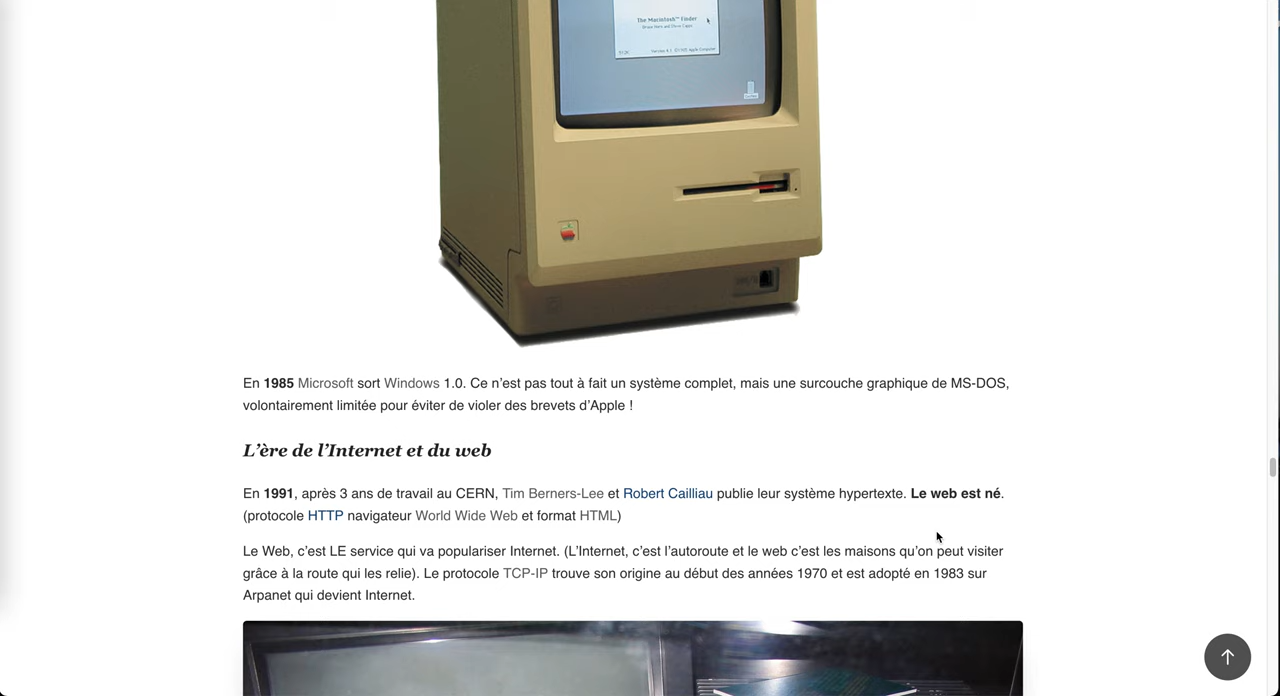 The Macintosh™ Finder
En 1985 Microsoft sort Windows 1.0. Ce n’est pas tout à fait un système complet, mais une surcouche graphique de MS-DOS,
volontairement limitée pour éviter de violer des brevets d’Apple !
L’ère de l’Internet et du web
En 1991, après 3 ans de travail au CERN, Tim Berners-Lee et Robert Cailliau publie leur système hypertexte. Le web est né.
(protocole HTTP navigateur World Wide Web et format HTML)
Le Web, c’est LE service qui va populariser Internet. (L’Internet, c’est l’autoroute et le web c’est les maisons qu’on peut visiter
grâce à la route qui les relie). Le protocole TCP-IP trouve son origine au début des années 1970 et est adopté en 1983 sur
Arpanet qui devient Internet.